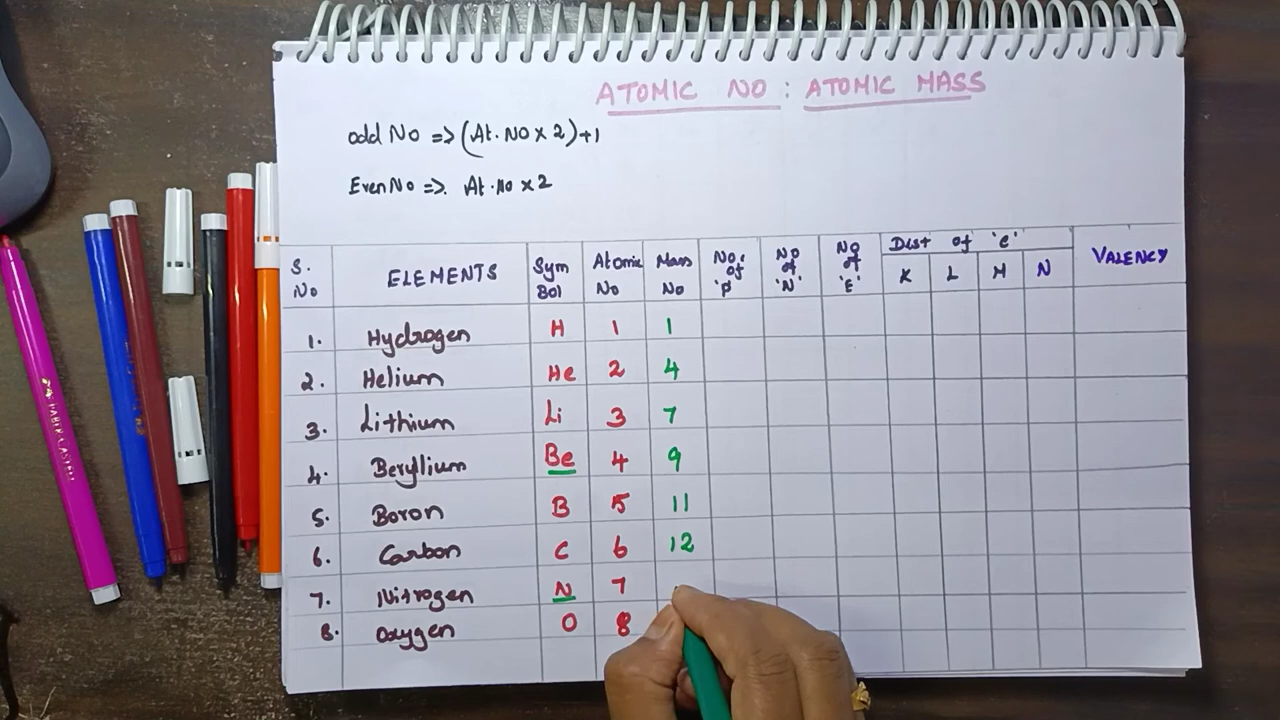 ATOMIC NO : ATOMIC MASS
odd No => (At. NO x 2) + 1
Even No =>. At. No x 2
S. No ELEMENTS Sym Bol Atomic No Mass No No. of 'P' No of 'N' No of 'E' Dist of 'e' K L M N VALENCY
1. Hydrogen H 1 1
2. Helium He 2 4
3. Lithium Li 3 7
4. Beryllium Be 4 9
5. Boron B 5 11
6. Carbon C 6 12
7. Nitrogen N 7
8. Oxygen O 8
FABER-CASTELL